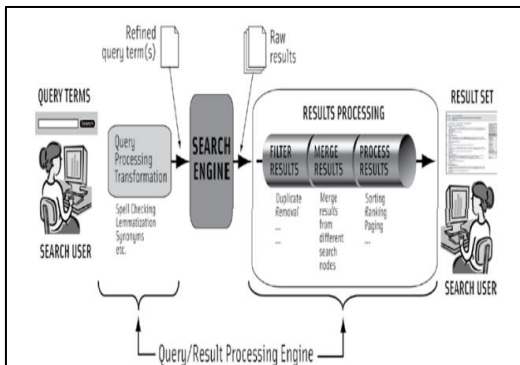 Refined
query term(s)
Raw
results
QUERY TERMS
Search
SEARCH USER
Query
Processing
Transformation
Spell Checking
Lemmatization
Synonyms
etc.
SEARCH
ENGINE
RESULTS PROCESSING
FILTER
RESULTS
Duplicate
Removal
...
...
MERGE
RESULTS
Merge
results
from
different
search
nodes
PROCESS
RESULTS
Sorting
Ranking
Paging
...
RESULT SET
SEARCH USER
Query/Result Processing Engine